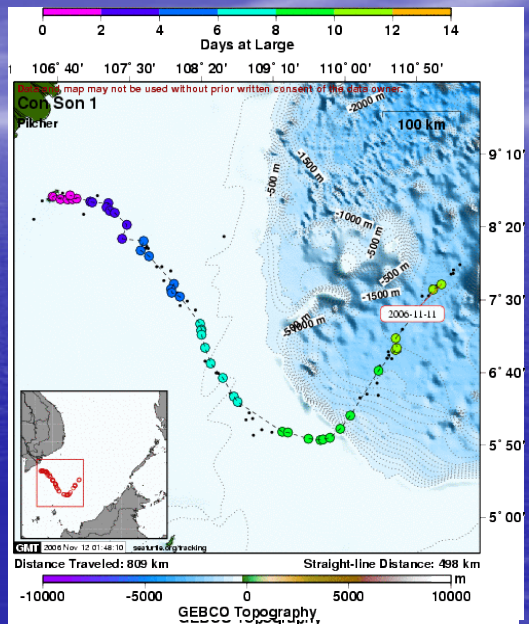 0 2 4 6 8 10 12 14
Days at Large
106°40' 107°30' 108°20' 109°10' 110°00' 110°50'
Data and map may not be used without prior written consent of the data owner.
Con Son 1
Pilcher
100 km
-2000 m
-1500 m
-500 m
-1000 m
-500 m
-500 m
-1500 m
-500 m
9°10'
8°20'
7°30'
6°40'
5°50'
5°00'
2006-11-11
GMT 2006 Nov 12 01:48:10 seaturtle.org/tracking
Distance Traveled: 809 km Straight-line Distance: 498 km
-10000 -5000 0 5000 10000 m
GEBCO Topography